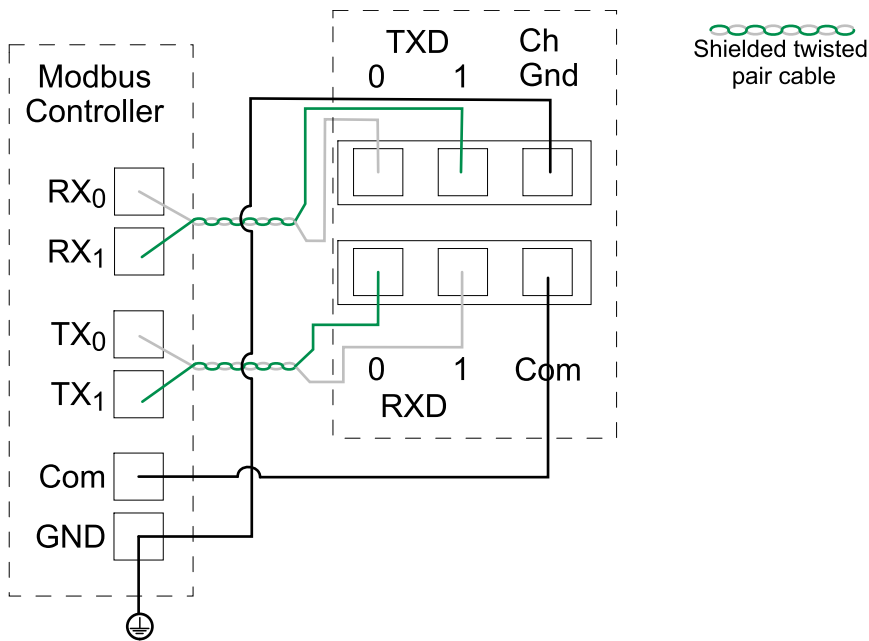 Modbus
Controller
RX0
RX1
TX0
TX1
Com
GND
TXD
0 1
Ch
Gnd
0 1 Com
RXD
Shielded twisted
pair cable